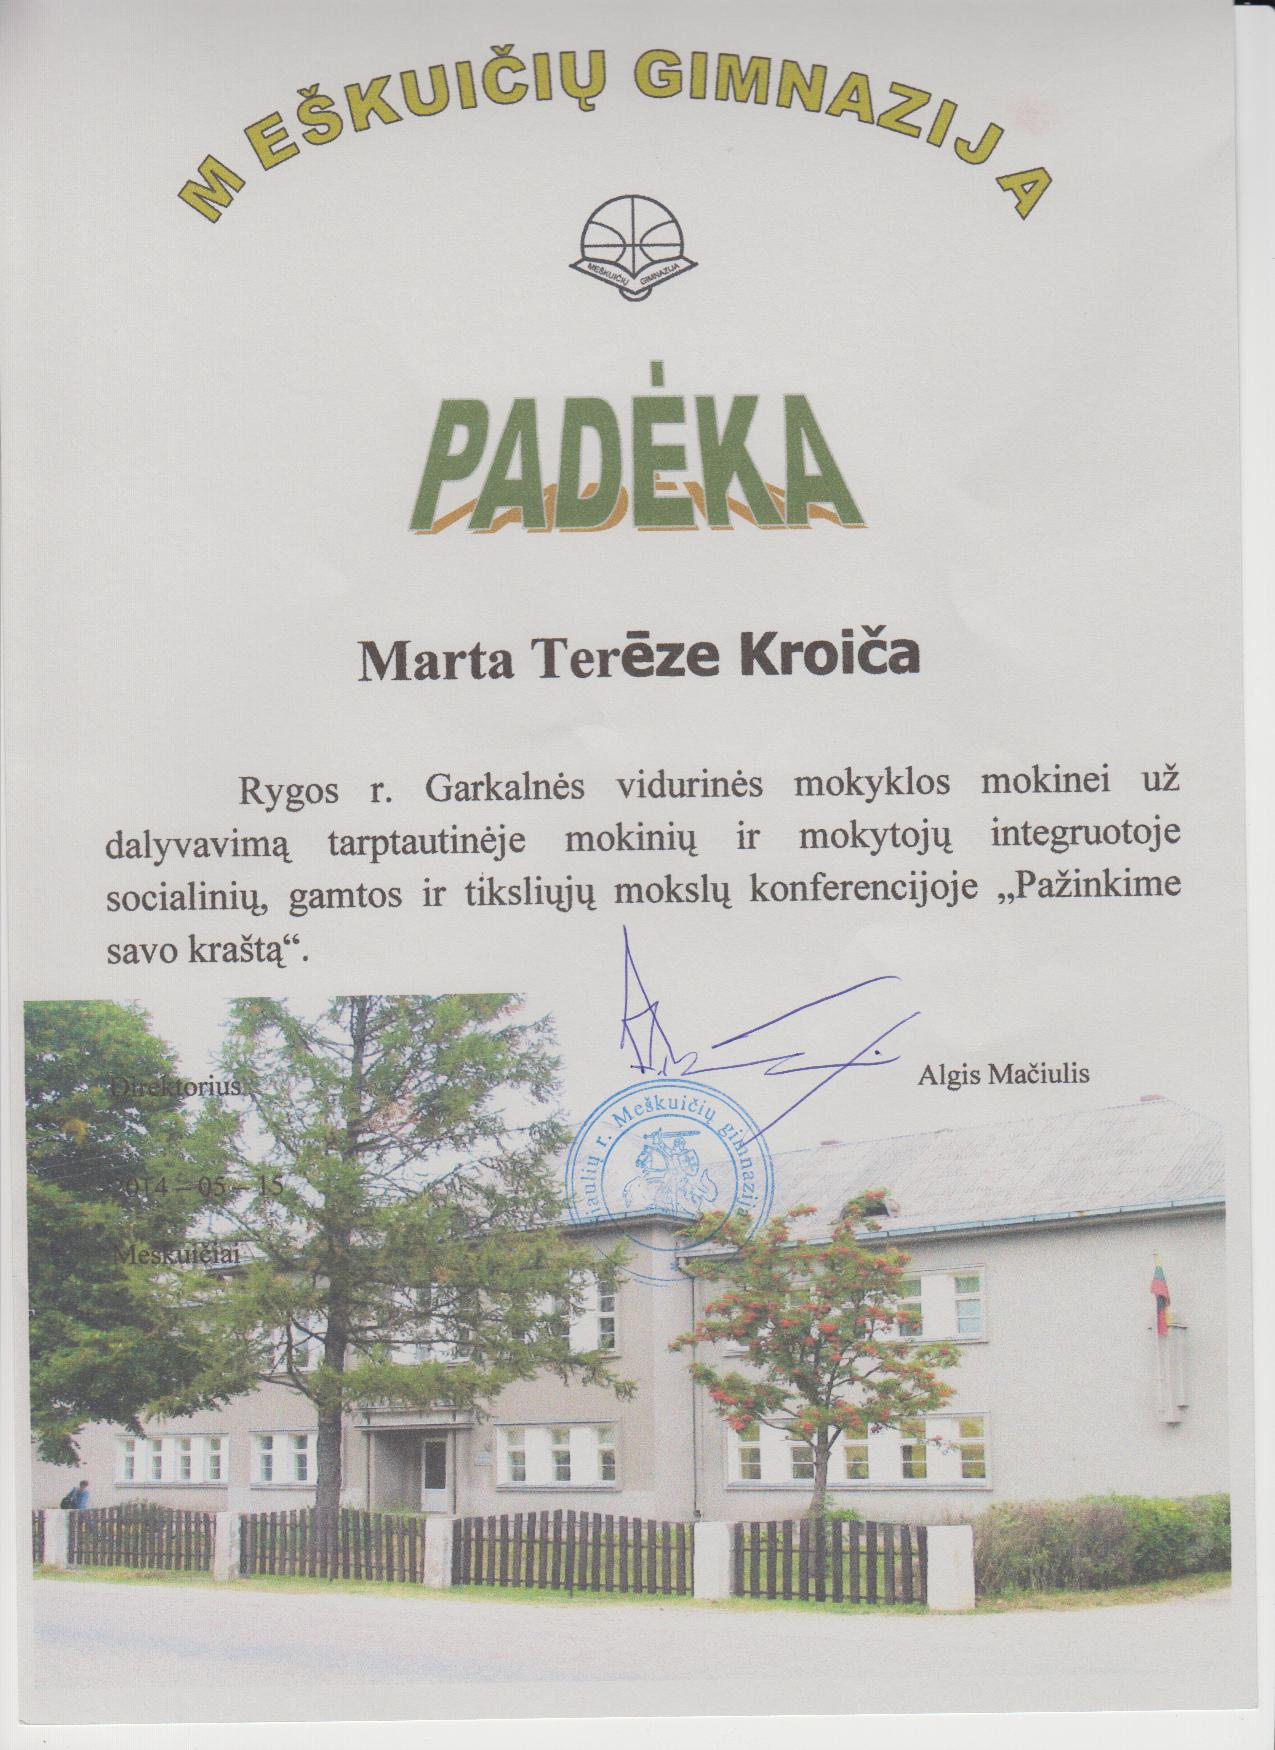 MEŠKUIČIŲ GIMNAZIJA
MEŠKUIČIŲ GIMNAZIJA
PADĖKA
Marta Terēze Kroiča
Rygos r. Garkalnės vidurinės mokyklos mokinei už
dalyvavimą tarptautinėje mokinių ir mokytojų integruotoje
socialinių, gamtos ir tiksliųjų mokslų konferencijoje „Pažinkime
savo kraštą“.
Direktorius
Algis Mačiulis
Šiaulių r. Meškuičių gimnazija
2014 – 05 – 15
Meškuičiai